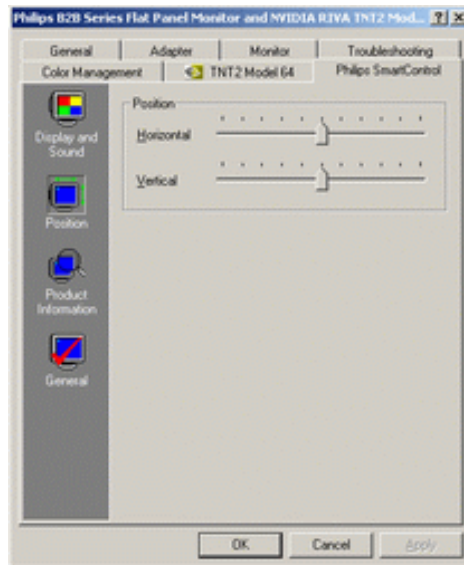 Philips B2B Series Flat Panel Monitor and NVIDIA RIVA TNT2 Mod...
General Adapter Monitor Troubleshooting
Color Management TNT2 Model 64 Philips SmartControl
Display and
Sound
Position
Product
Information
General
Position
Horizontal
Vertical
OK Cancel Apply